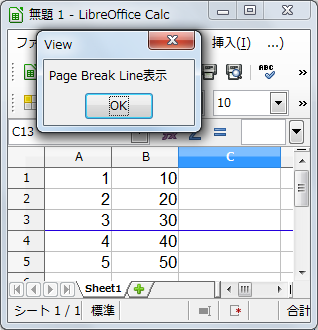 無題 1 - LibreOffice Calc
挿入(I) ...)
View
Page Break Line表示
OK
ABC
10
C13
A B C
1 1 10
2 2 20
3 3 30
4 4 40
5 5 50
Sheet1
シート 1 / 1 標準 合計